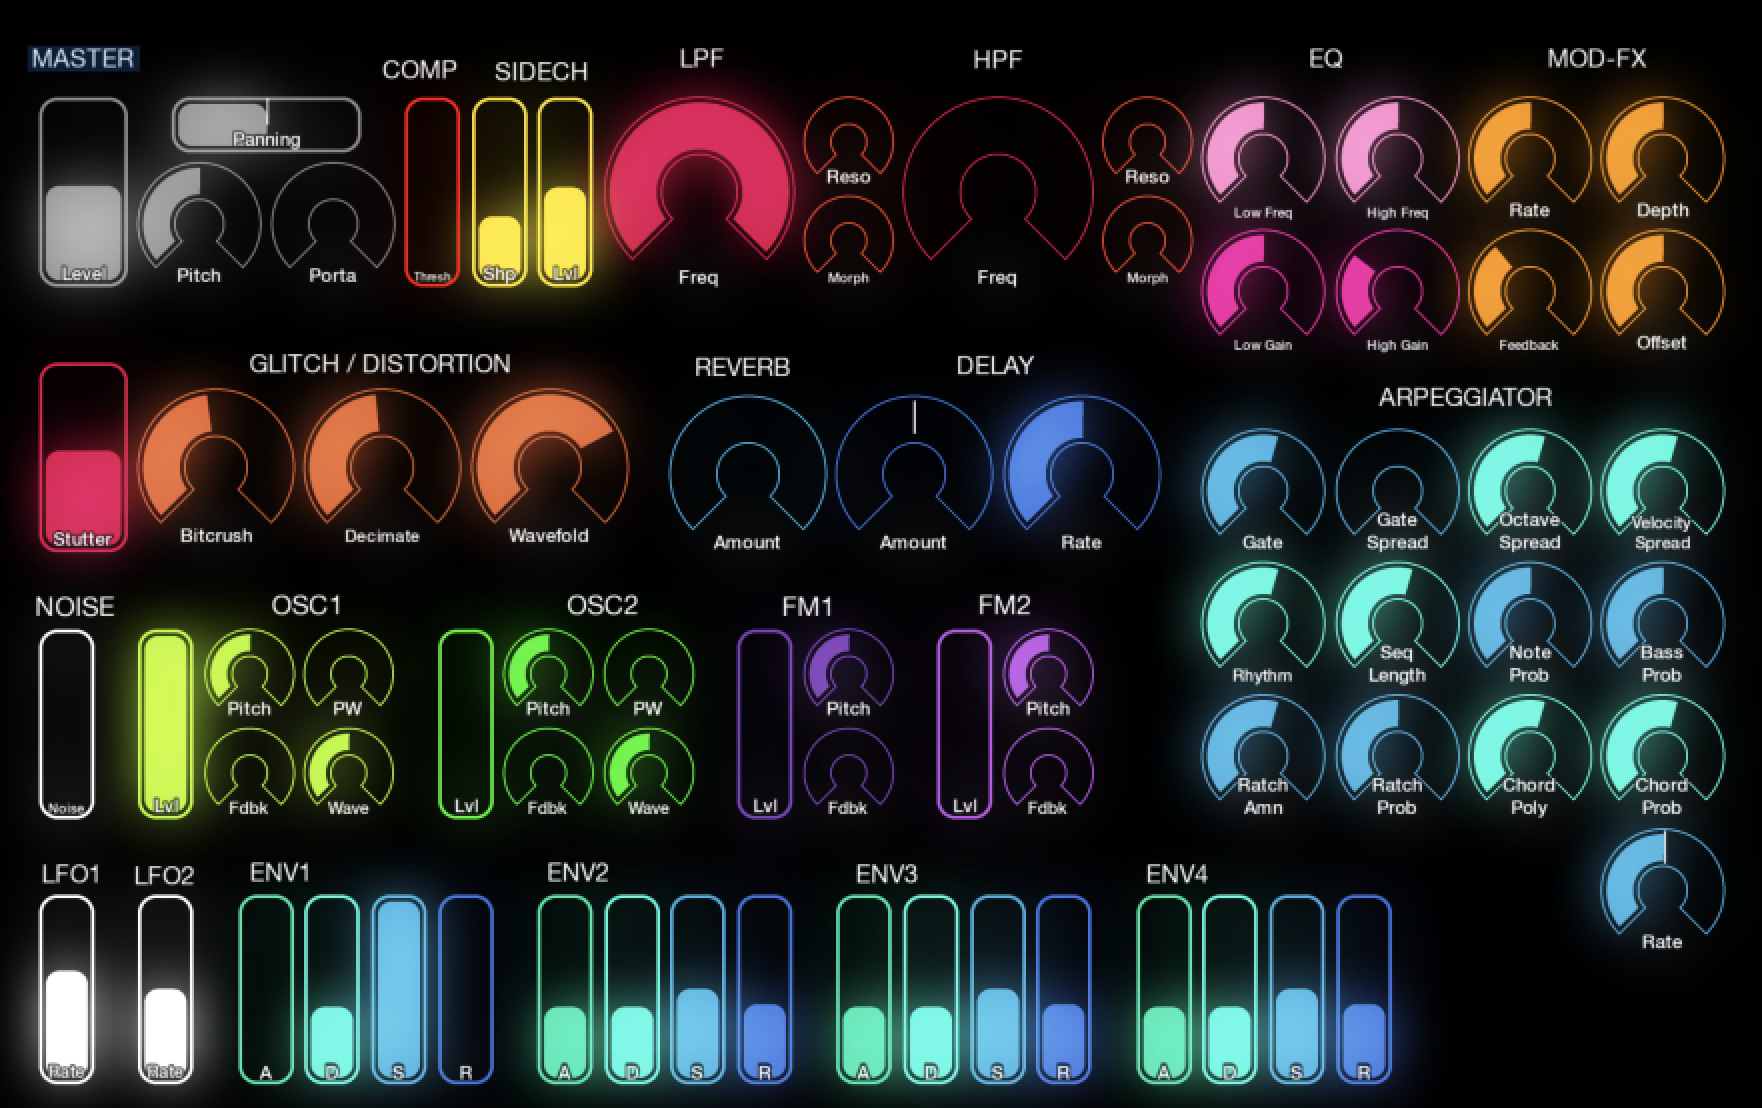 MASTER
COMP
SIDECH
LPF
HPF
EQ
MOD-FX
Level
Panning
Pitch
Porta
Thresh
Shp
Lvl
Freq
Reso
Morph
Freq
Reso
Morph
Low Freq
High Freq
Rate
Depth
Low Gain
High Gain
Feedback
Offset
GLITCH / DISTORTION
REVERB
DELAY
ARPEGGIATOR
Stutter
Bitcrush
Decimate
Wavefold
Amount
Amount
Rate
Gate
Gate
Spread
Octave
Spread
Velocity
Spread
Rhythm
Seq
Length
Note
Prob
Bass
Prob
Ratch
Amn
Ratch
Prob
Chord
Poly
Chord
Prob
Rate
NOISE
OSC1
OSC2
FM1
FM2
Noise
Lvl
Pitch
PW
Fdbk
Wave
Lvl
Pitch
PW
Fdbk
Wave
Lvl
Pitch
Fdbk
Lvl
Pitch
Fdbk
LFO1
LFO2
ENV1
ENV2
ENV3
ENV4
Rate
Rate
A
D
S
R
A
D
S
R
A
D
S
R
A
D
S
R